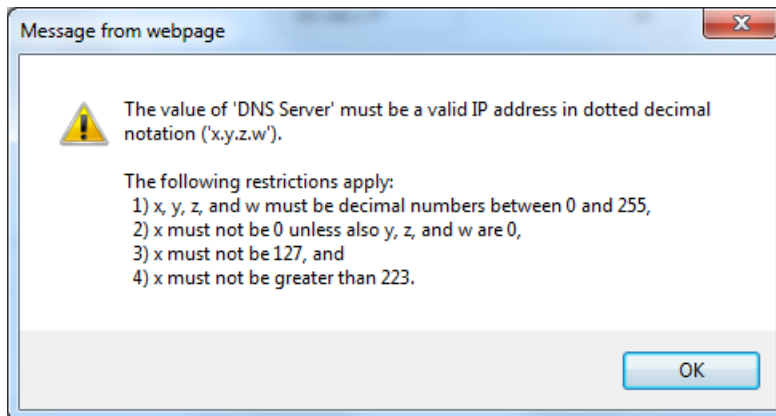 Message from webpage
The value of 'DNS Server' must be a valid IP address in dotted decimal
notation ('x.y.z.w').
The following restrictions apply:
1) x, y, z, and w must be decimal numbers between 0 and 255,
2) x must not be 0 unless also y, z, and w are 0,
3) x must not be 127, and
4) x must not be greater than 223.
OK